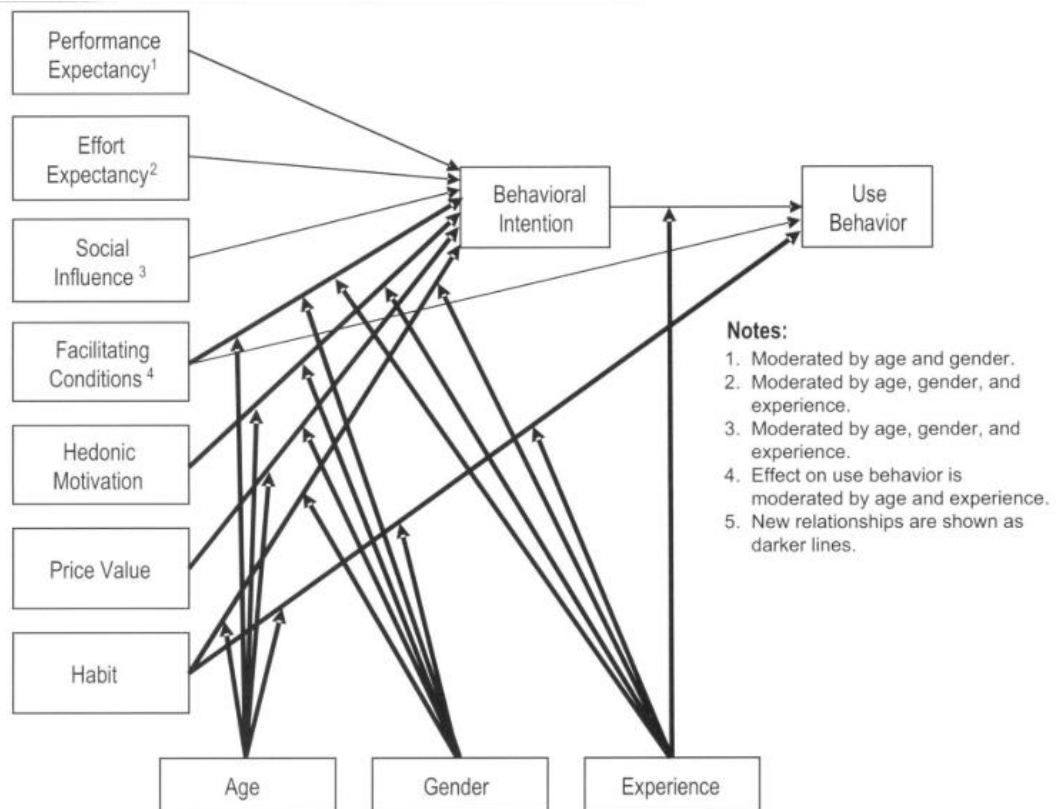 Performance
Expectancy1
Effort
Expectancy2
Social
Influence 3
Facilitating
Conditions 4
Hedonic
Motivation
Price Value
Habit
Behavioral
Intention
Use
Behavior
Notes:
1. Moderated by age and gender.
2. Moderated by age, gender, and
experience.
3. Moderated by age, gender, and
experience.
4. Effect on use behavior is
moderated by age and experience.
5. New relationships are shown as
darker lines.
Age
Gender
Experience